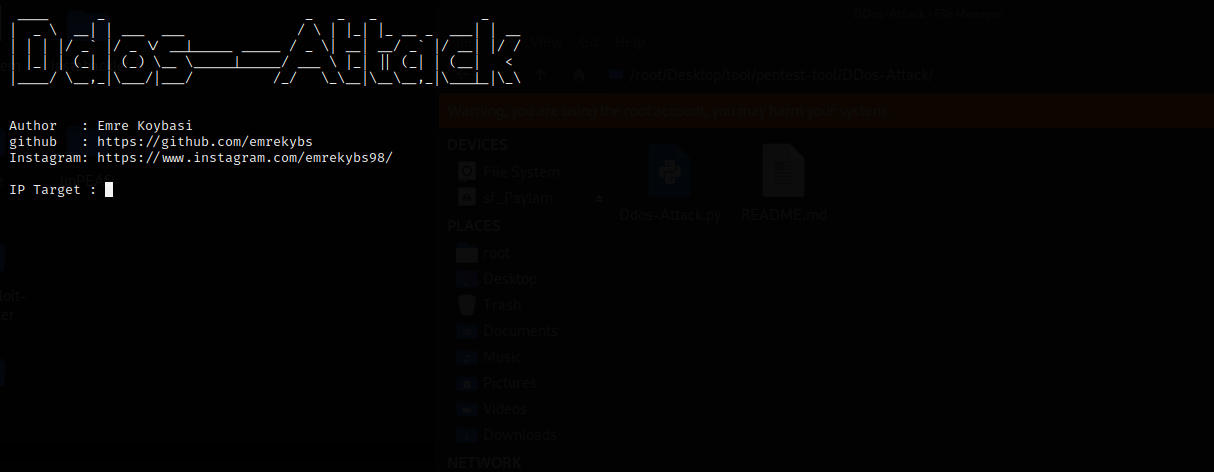 Ddos-Attack
Author : Emre Koybasi
github : https://github.com/emrekybs
Instagram: https://www.instagram.com/emrekybs98/
IP Target :
DDos-Attack - File Manager
View Go Help
/root/Desktop/tool/pentest-tool/DDos-Attack/
Warning, you are using the root account, you may harm your system.
DEVICES
File System
sf_Paylam
Ddos-Attack.py
README.md
PLACES
root
Desktop
Trash
Documents
Music
Pictures
Videos
Downloads
NETWORK